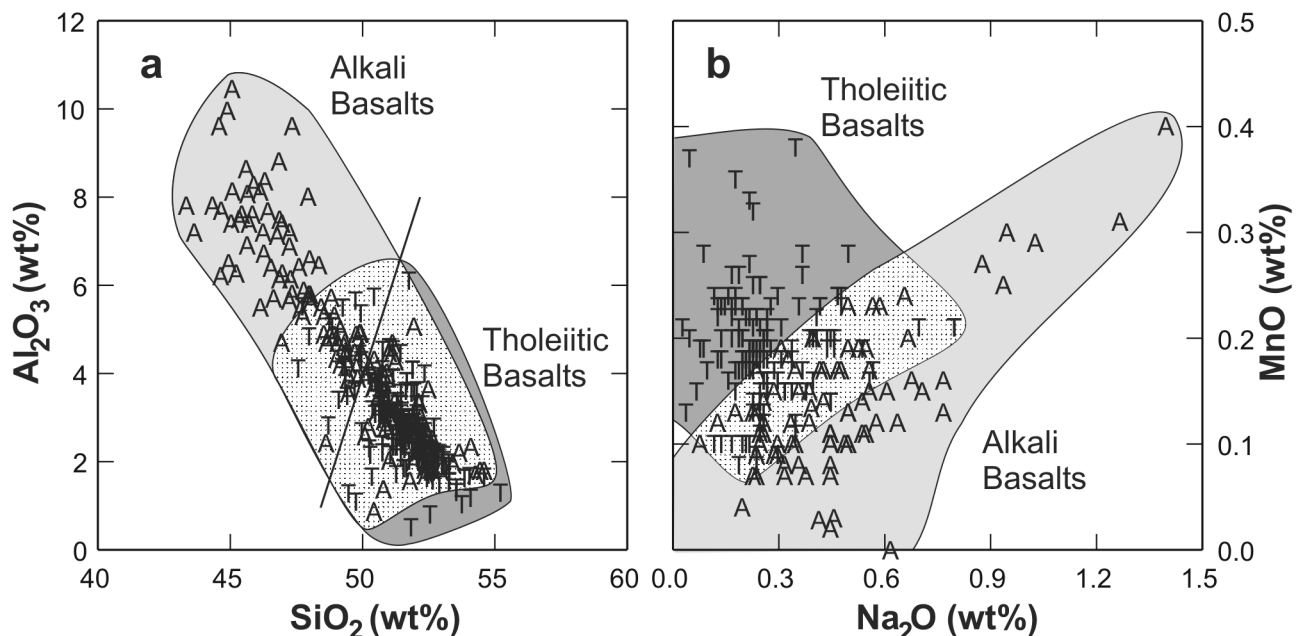 a
Alkali
Basalts
Tholeiitic
Basalts
Al2O3 (wt%)
12
10
8
6
4
2
0
40
45
50
55
60
SiO2 (wt%)
b
Tholeiitic
Basalts
Alkali
Basalts
0.5
0.4
0.3
0.2
0.1
0.0
MnO (wt%)
0.0
0.3
0.6
0.9
1.2
1.5
Na2O (wt%)